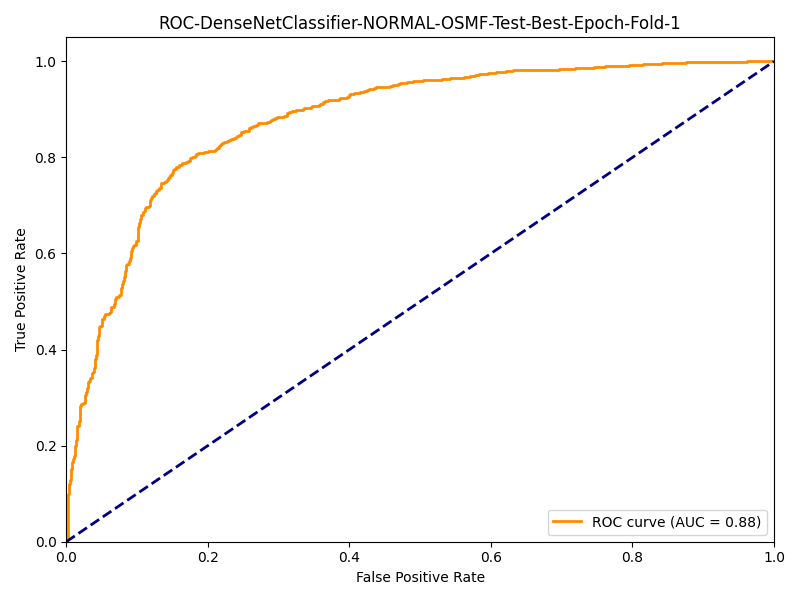 ROC-DenseNetClassifier-NORMAL-OSMF-Test-Best-Epoch-Fold-1
True Positive Rate
1.0
0.8
0.6
0.4
0.2
0.0
ROC curve (AUC = 0.88)
0.0 0.2 0.4 0.6 0.8 1.0
False Positive Rate